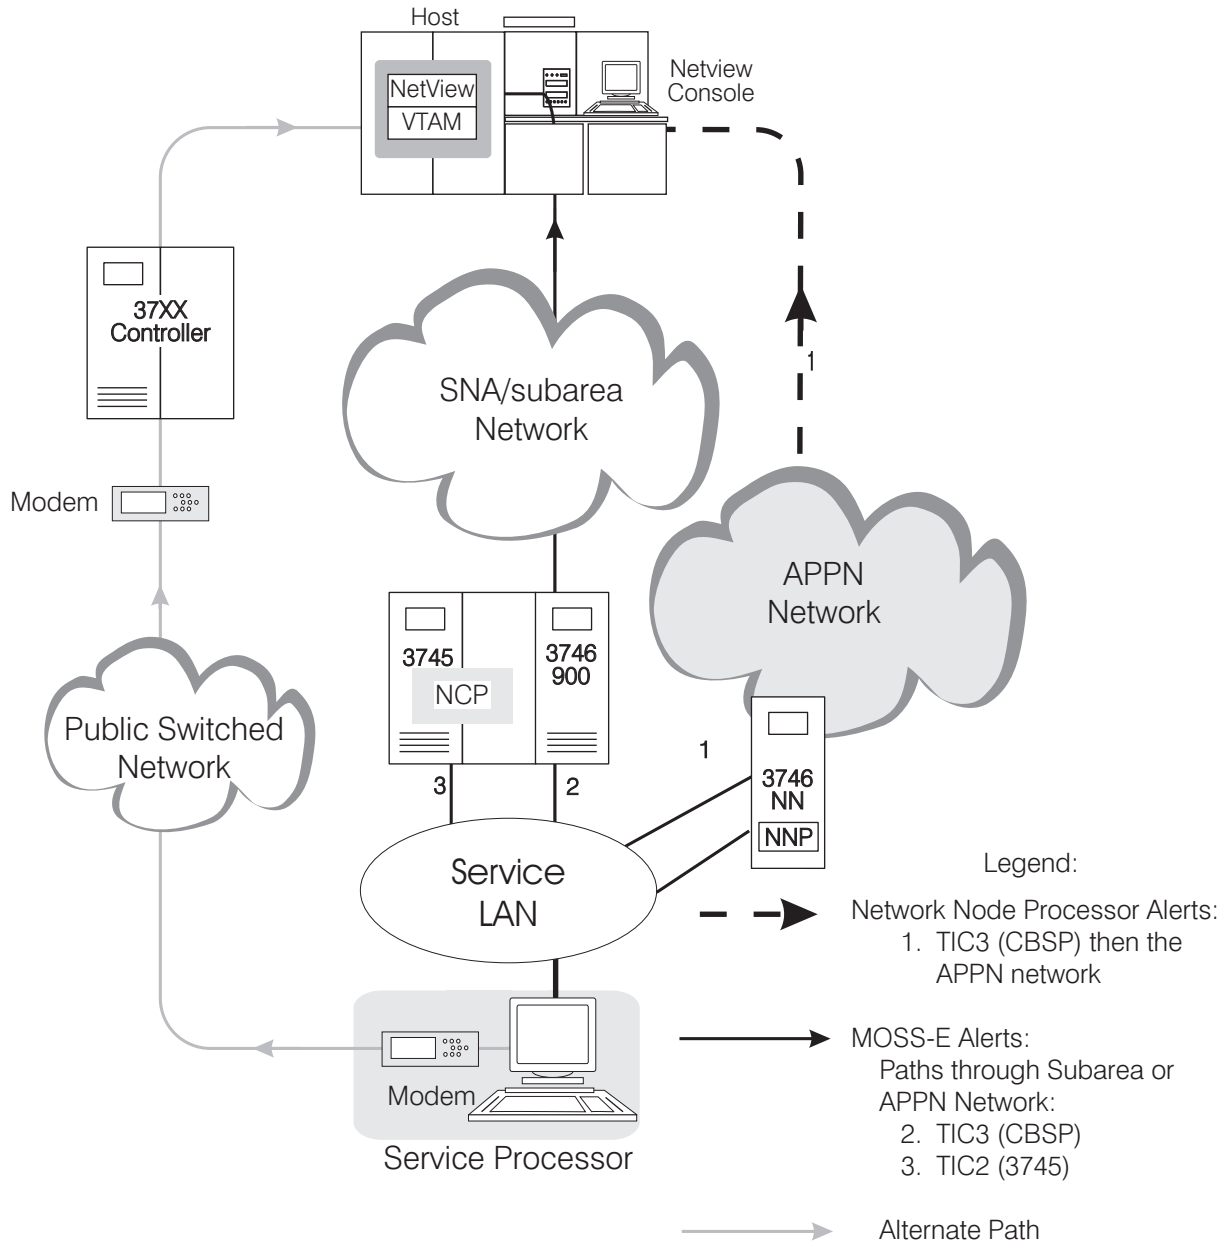 Host
NetView
VTAM
Netview
Console
37XX
Controller
1
SNA/subarea
Network
Modem
APPN
Network
3745
3746
900
NCP
Public Switched
Network
3
2
1
3746
NN
NNP
Service
LAN
Modem
Service Processor
Legend:
Network Node Processor Alerts:
1. TIC3 (CBSP) then the
APPN network
MOSS-E Alerts:
Paths through Subarea or
APPN Network:
2. TIC3 (CBSP)
3. TIC2 (3745)
Alternate Path